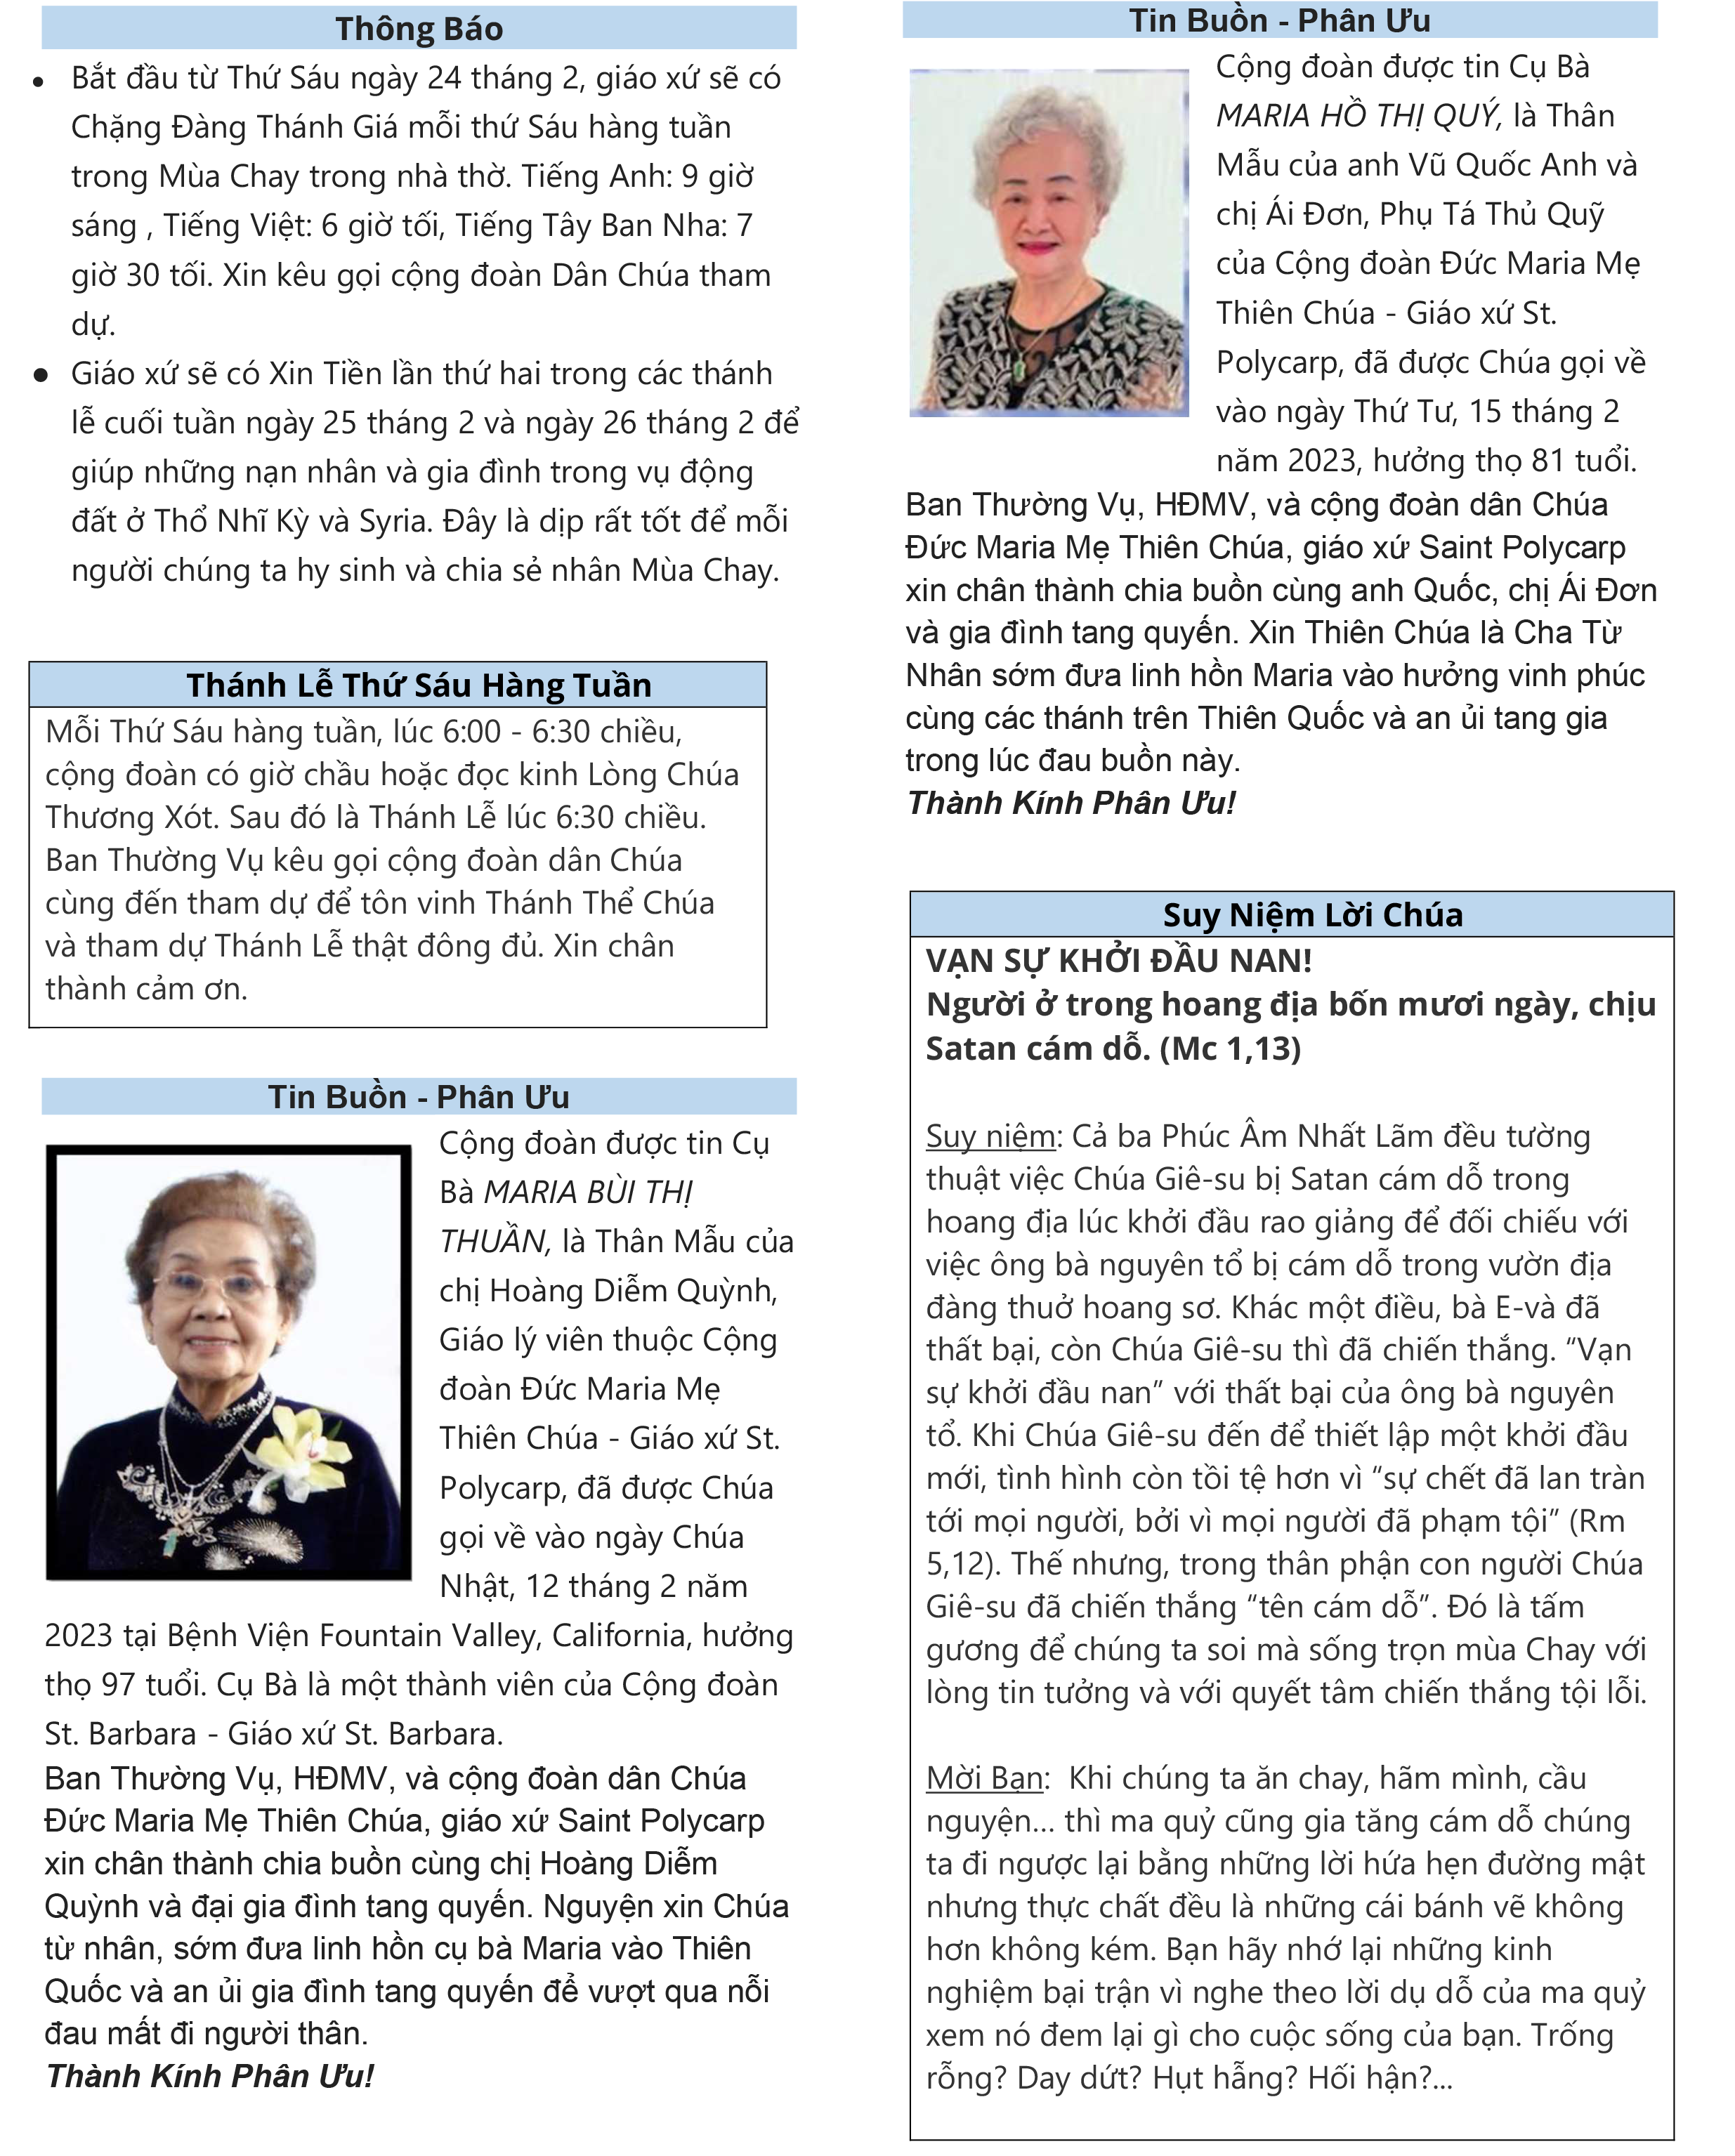 Thông Báo
● Bắt đầu từ Thứ Sáu ngày 24 tháng 2, giáo xứ sẽ có
Chặng Đàng Thánh Giá mỗi thứ Sáu hàng tuần
trong Mùa Chay trong nhà thờ. Tiếng Anh: 9 giờ
sáng , Tiếng Việt: 6 giờ tối, Tiếng Tây Ban Nha: 7
giờ 30 tối. Xin kêu gọi cộng đoàn Dân Chúa tham
dự.
● Giáo xứ sẽ có Xin Tiền lần thứ hai trong các thánh
lễ cuối tuần ngày 25 tháng 2 và ngày 26 tháng 2 để
giúp những nạn nhân và gia đình trong vụ động
đất ở Thổ Nhĩ Kỳ và Syria. Đây là dịp rất tốt để mỗi
người chúng ta hy sinh và chia sẻ nhân Mùa Chay.
Thánh Lễ Thứ Sáu Hàng Tuần
Mỗi Thứ Sáu hàng tuần, lúc 6:00 - 6:30 chiều,
cộng đoàn có giờ chầu hoặc đọc kinh Lòng Chúa
Thương Xót. Sau đó là Thánh Lễ lúc 6:30 chiều.
Ban Thường Vụ kêu gọi cộng đoàn dân Chúa
cùng đến tham dự để tôn vinh Thánh Thể Chúa
và tham dự Thánh Lễ thật đông đủ. Xin chân
thành cảm ơn.
Tin Buồn - Phân Ưu
Cộng đoàn được tin Cụ
Bà MARIA BÙI THỊ
THUẦN, là Thân Mẫu của
chị Hoàng Diễm Quỳnh,
Giáo lý viên thuộc Cộng
đoàn Đức Maria Mẹ
Thiên Chúa - Giáo xứ St.
Polycarp, đã được Chúa
gọi về vào ngày Chúa
Nhật, 12 tháng 2 năm
2023 tại Bệnh Viện Fountain Valley, California, hưởng
thọ 97 tuổi. Cụ Bà là một thành viên của Cộng đoàn
St. Barbara - Giáo xứ St. Barbara.
Ban Thường Vụ, HĐMV, và cộng đoàn dân Chúa
Đức Maria Mẹ Thiên Chúa, giáo xứ Saint Polycarp
xin chân thành chia buồn cùng chị Hoàng Diễm
Quỳnh và đại gia đình tang quyến. Nguyện xin Chúa
từ nhân, sớm đưa linh hồn cụ bà Maria vào Thiên
Quốc và an ủi gia đình tang quyến để vượt qua nỗi
đau mất đi người thân.
Thành Kính Phân Ưu!
Tin Buồn - Phân Ưu
Cộng đoàn được tin Cụ Bà
MARIA HỒ THỊ QUÝ, là Thân
Mẫu của anh Vũ Quốc Anh và
chị Ái Đơn, Phụ Tá Thủ Quỹ
của Cộng đoàn Đức Maria Mẹ
Thiên Chúa - Giáo xứ St.
Polycarp, đã được Chúa gọi về
vào ngày Thứ Tư, 15 tháng 2
năm 2023, hưởng thọ 81 tuổi.
Ban Thường Vụ, HĐMV, và cộng đoàn dân Chúa
Đức Maria Mẹ Thiên Chúa, giáo xứ Saint Polycarp
xin chân thành chia buồn cùng anh Quốc, chị Ái Đơn
và gia đình tang quyến. Xin Thiên Chúa là Cha Từ
Nhân sớm đưa linh hồn Maria vào hưởng vinh phúc
cùng các thánh trên Thiên Quốc và an ủi tang gia
trong lúc đau buồn này.
Thành Kính Phân Ưu!
Suy Niệm Lời Chúa
VẠN SỰ KHỞI ĐẦU NAN!
Người ở trong hoang địa bốn mươi ngày, chịu
Satan cám dỗ. (Mc 1,13)
Suy niệm: Cả ba Phúc Âm Nhất Lãm đều tường
thuật việc Chúa Giê-su bị Satan cám dỗ trong
hoang địa lúc khởi đầu rao giảng để đối chiếu với
việc ông bà nguyên tổ bị cám dỗ trong vườn địa
đàng thuở hoang sơ. Khác một điều, bà E-và đã
thất bại, còn Chúa Giê-su thì đã chiến thắng. “Vạn
sự khởi đầu nan” với thất bại của ông bà nguyên
tổ. Khi Chúa Giê-su đến để thiết lập một khởi đầu
mới, tình hình còn tồi tệ hơn vì “sự chết đã lan tràn
tới mọi người, bởi vì mọi người đã phạm tội” (Rm
5,12). Thế nhưng, trong thân phận con người Chúa
Giê-su đã chiến thắng “tên cám dỗ”. Đó là tấm
gương để chúng ta soi mà sống trọn mùa Chay với
lòng tin tưởng và với quyết tâm chiến thắng tội lỗi.
Mời Bạn:  Khi chúng ta ăn chay, hãm mình, cầu
nguyện... thì ma quỷ cũng gia tăng cám dỗ chúng
ta đi ngược lại bằng những lời hứa hẹn đường mật
nhưng thực chất đều là những cái bánh vẽ không
hơn không kém. Bạn hãy nhớ lại những kinh
nghiệm bại trận vì nghe theo lời dụ dỗ của ma quỷ
xem nó đem lại gì cho cuộc sống của bạn. Trống
rỗng? Day dứt? Hụt hẫng? Hối hận?...